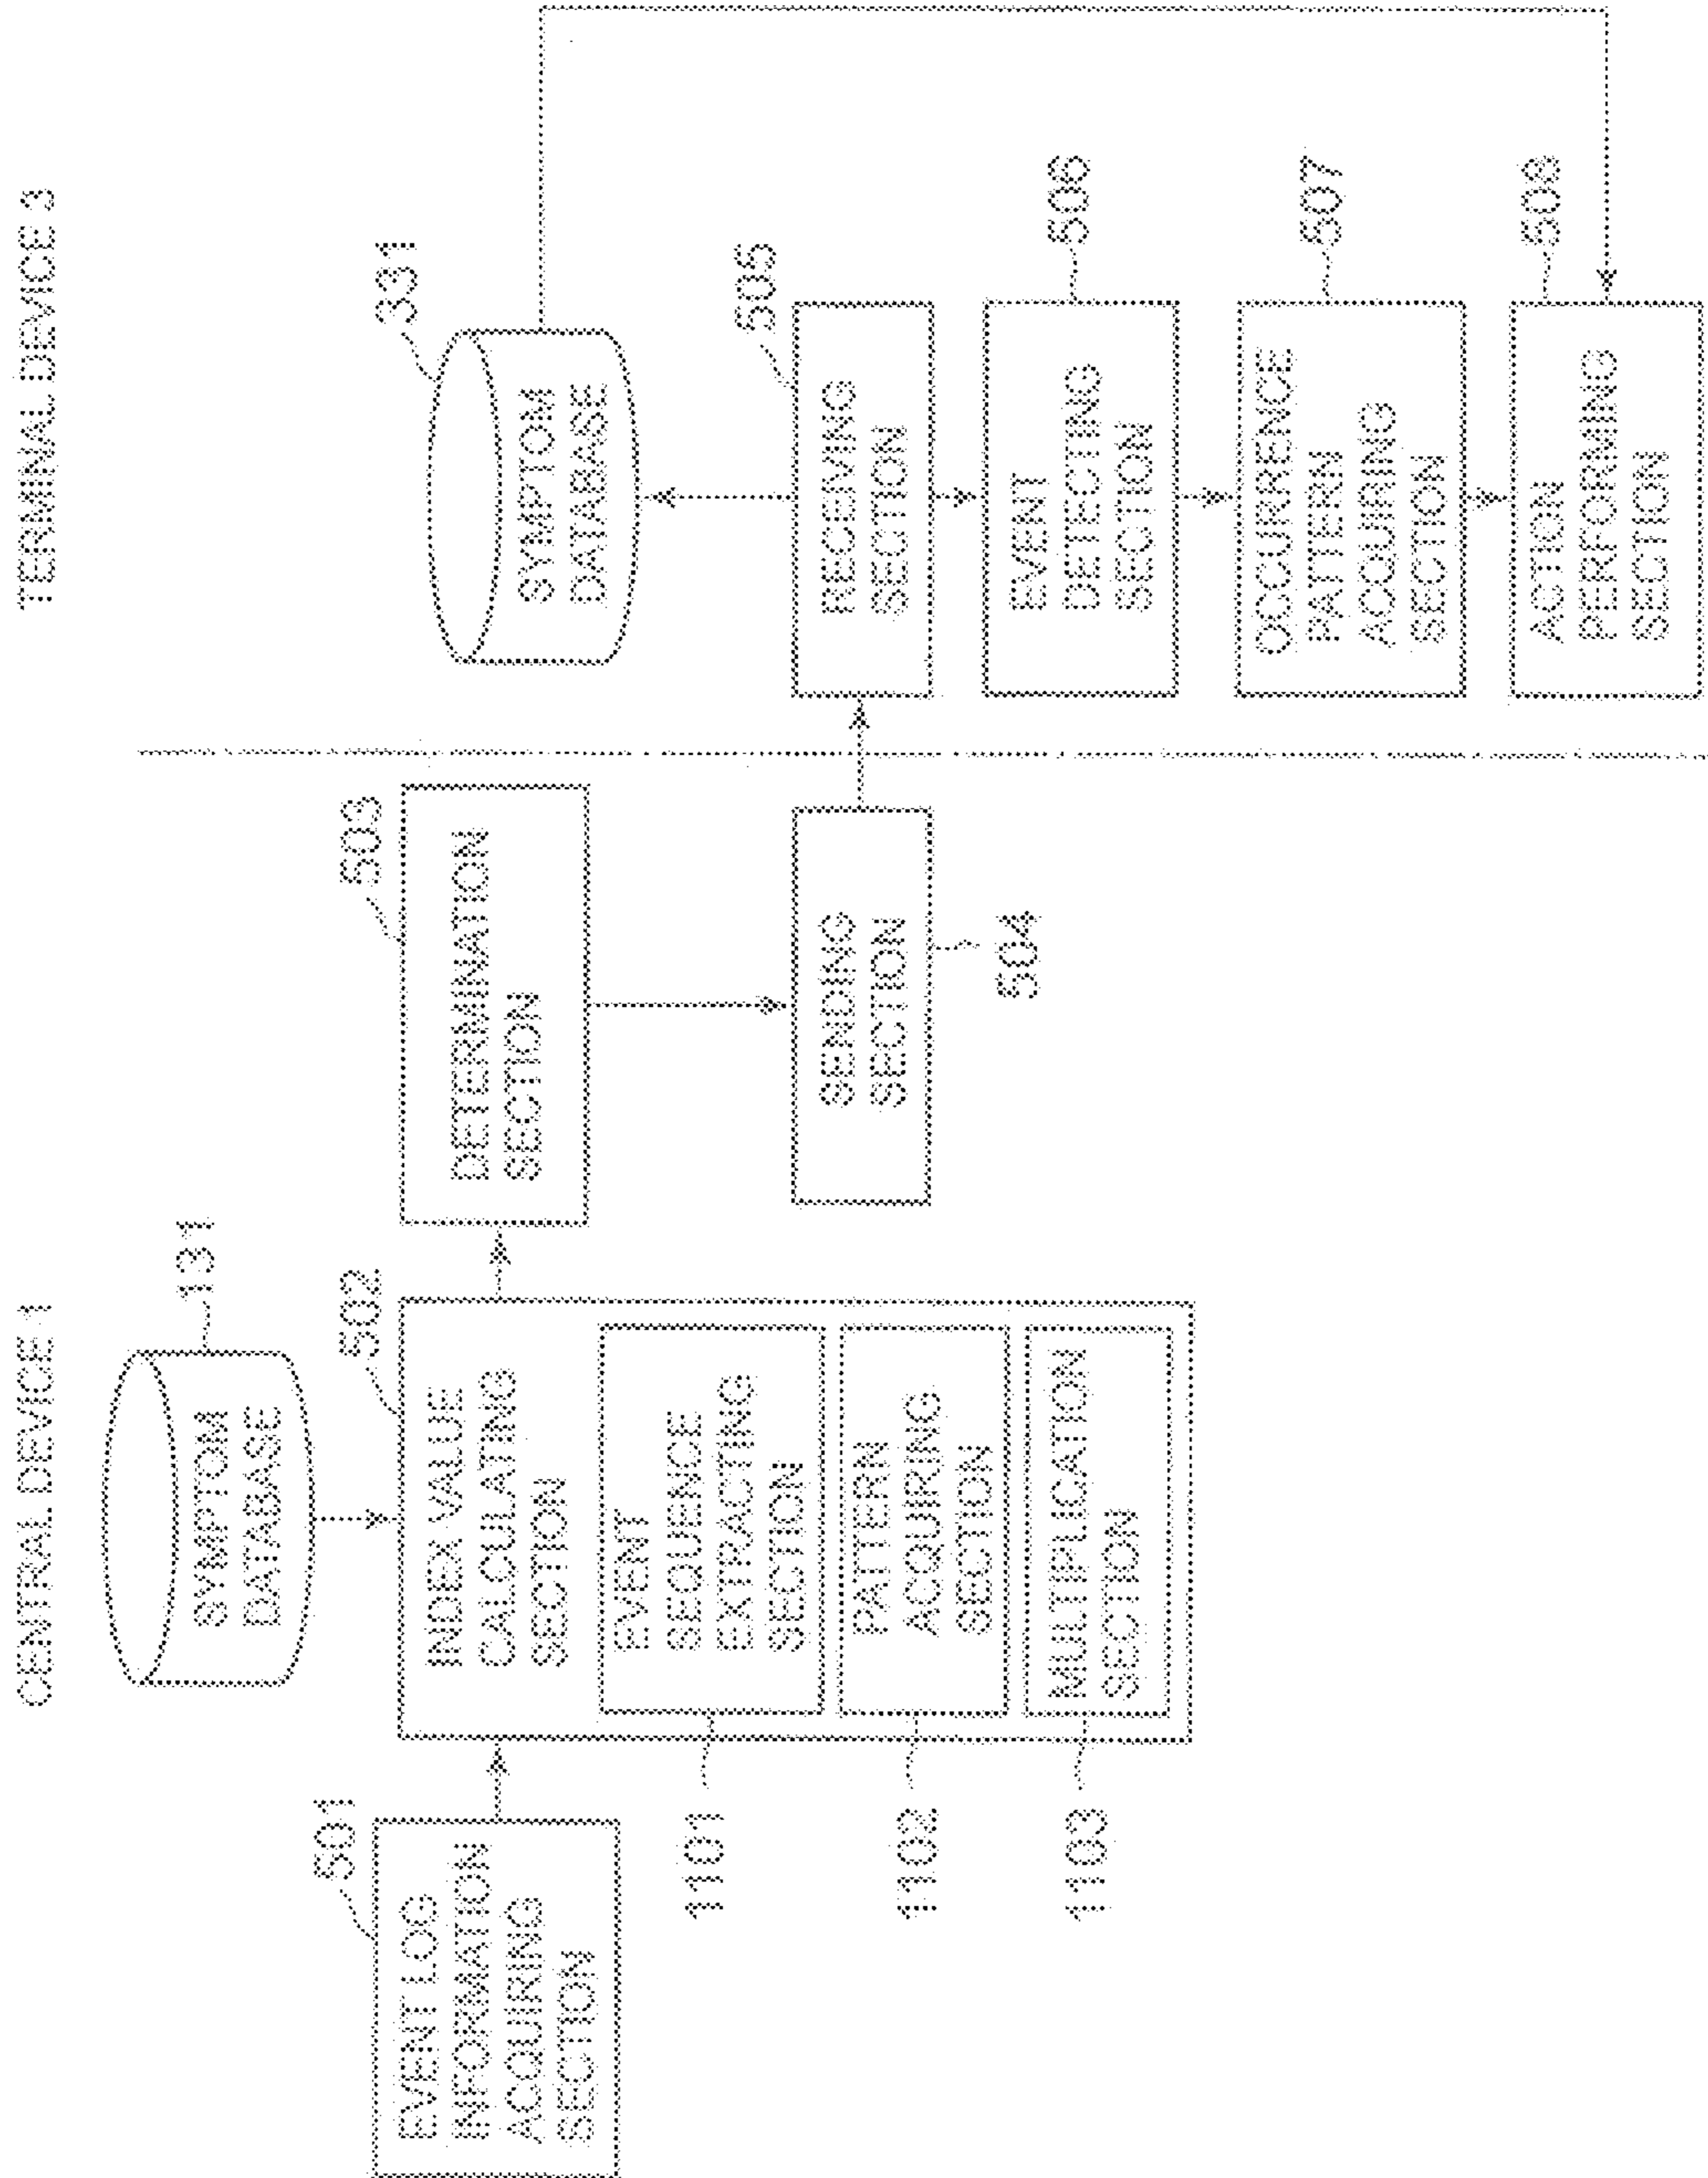 CENTRAL DEVICE 1
TERMINAL DEVICE 3
131
SYMPTOM
DATABASE
501
EVENT LOG
INFORMATION
ACQUIRING
SECTION
502
INDEX VALUE
CALCULATING
SECTION
1101
EVENT
SEQUENCE
EXTRACTING
SECTION
1102
PATTERN
ACQUIRING
SECTION
1103
MULTIPLICATION
SECTION
503
DETERMINATION
SECTION
SENDING
SECTION
504
331
SYMPTOM
DATABASE
505
RECEIVING
SECTION
506
EVENT
DETECTING
SECTION
507
OCCURRENCE
PATTERN
ACQUIRING
SECTION
508
ACTION
PERFORMING
SECTION